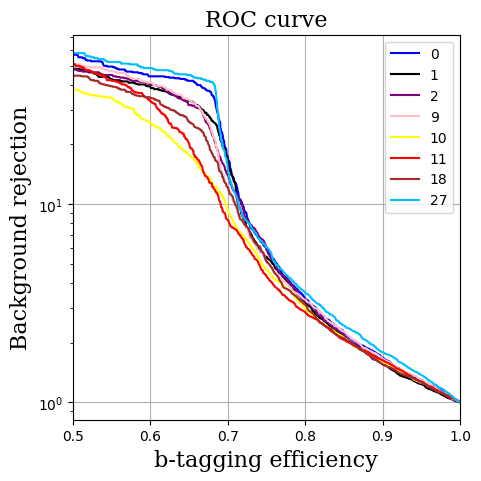 ROC curve
Background rejection
10¹
10⁰
0
1
2
9
10
11
18
27
0.5 0.6 0.7 0.8 0.9 1.0
b-tagging efficiency